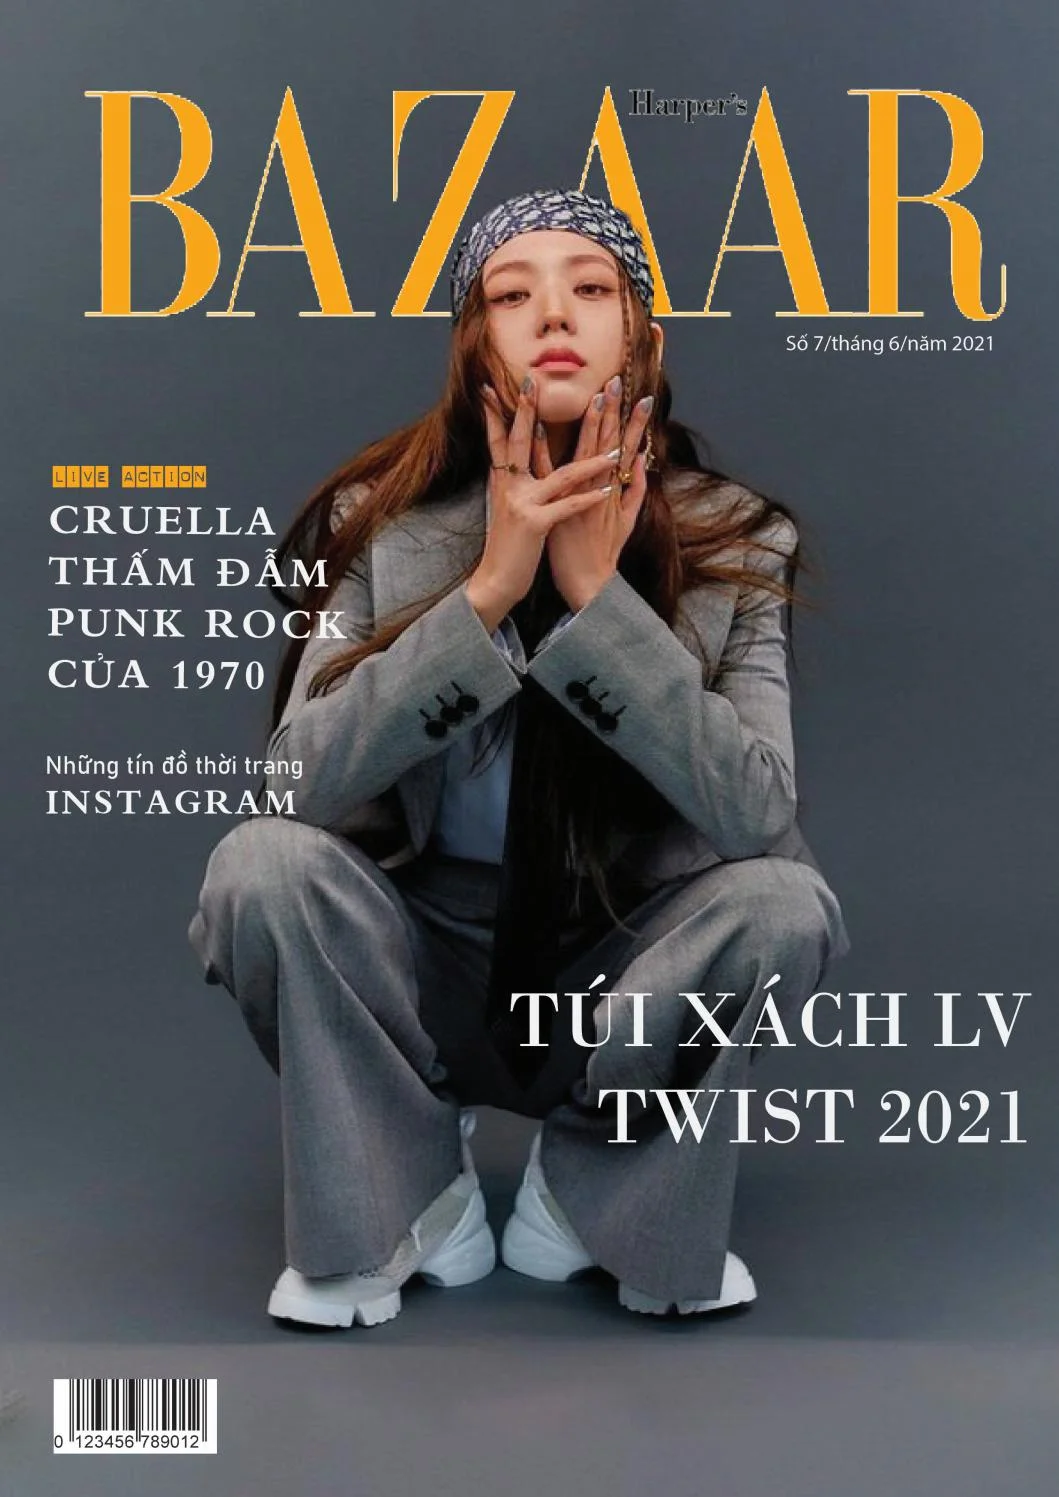 Harper's
BAZAAR
Số 7/tháng 6/năm 2021
LIVE ACTION
CRUELLA
THẤM ĐẪM
PUNK ROCK
CỦA 1970
Những tín đồ thời trang
INSTAGRAM
TÚI XÁCH LV
TWIST 2021
0 123456 789012